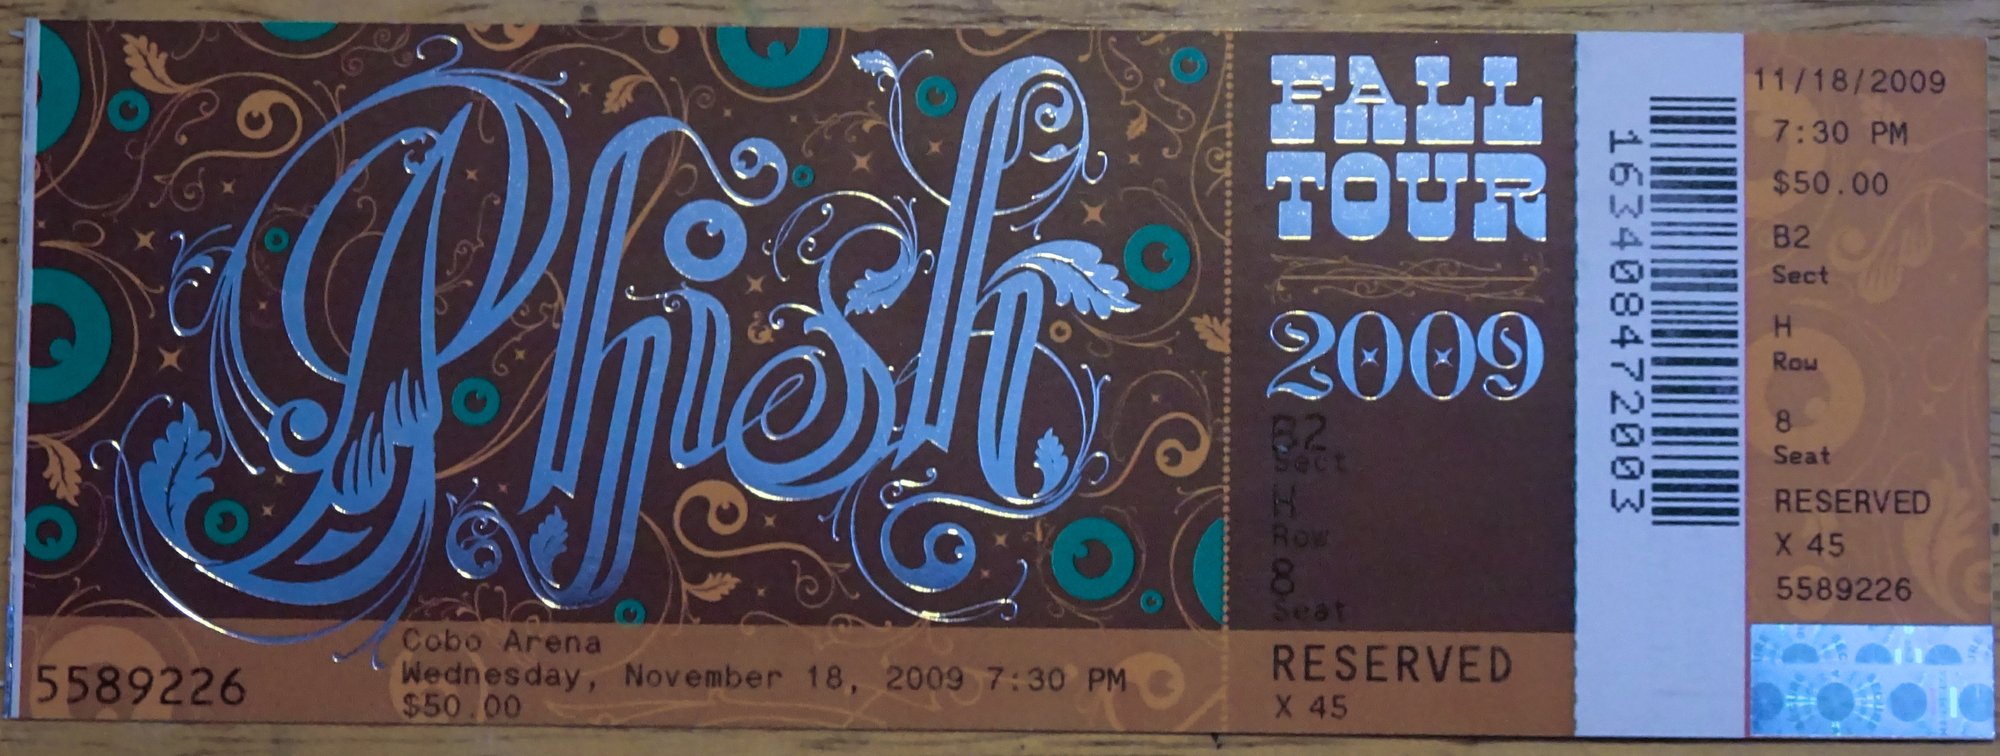 Phish
5589226
Cobo Arena
Wednesday, November 18, 2009 7:30 PM
$50.00
FALL
TOUR
2009
B2
Sect
H
Row
8
Seat
RESERVED
X 45
163408472003
11/18/2009
7:30 PM
$50.00
B2
Sect
H
Row
8
Seat
RESERVED
X 45
5589226